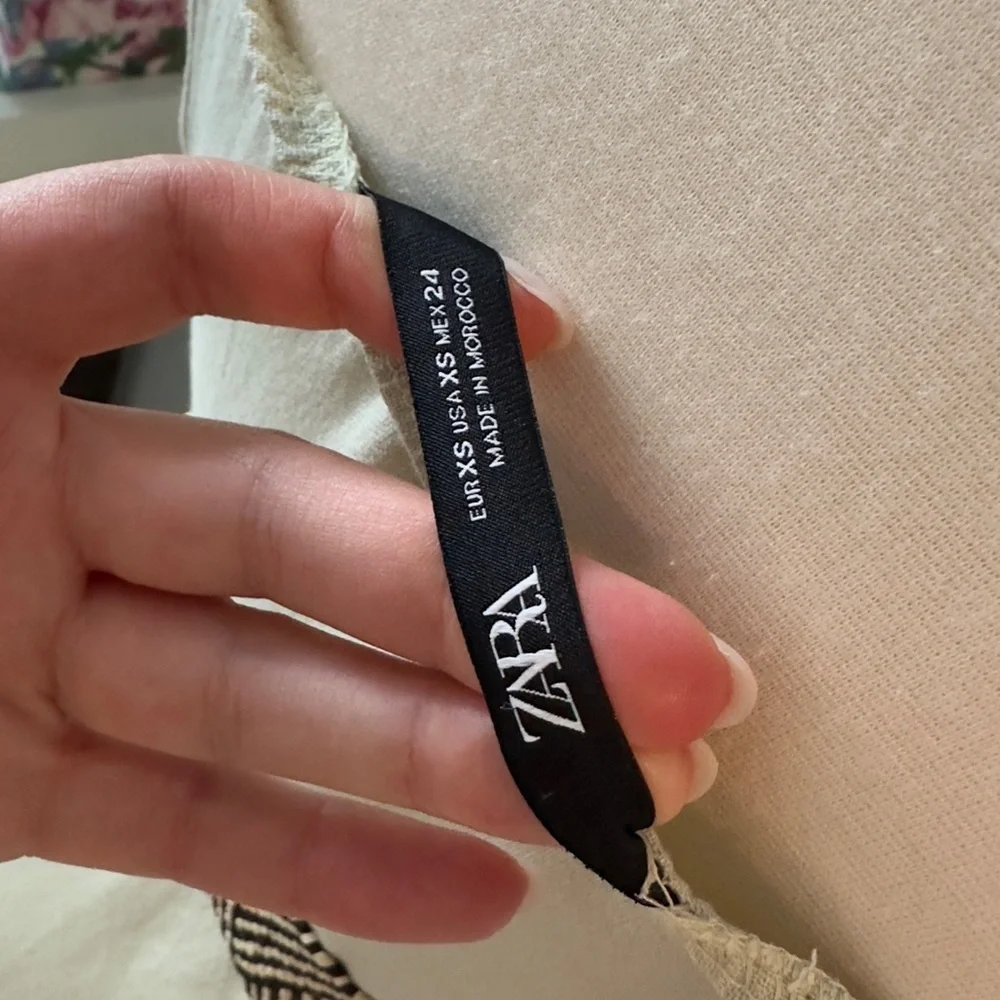 ZARA
EUR XS USA XS MEX 24
MADE IN MOROCCO